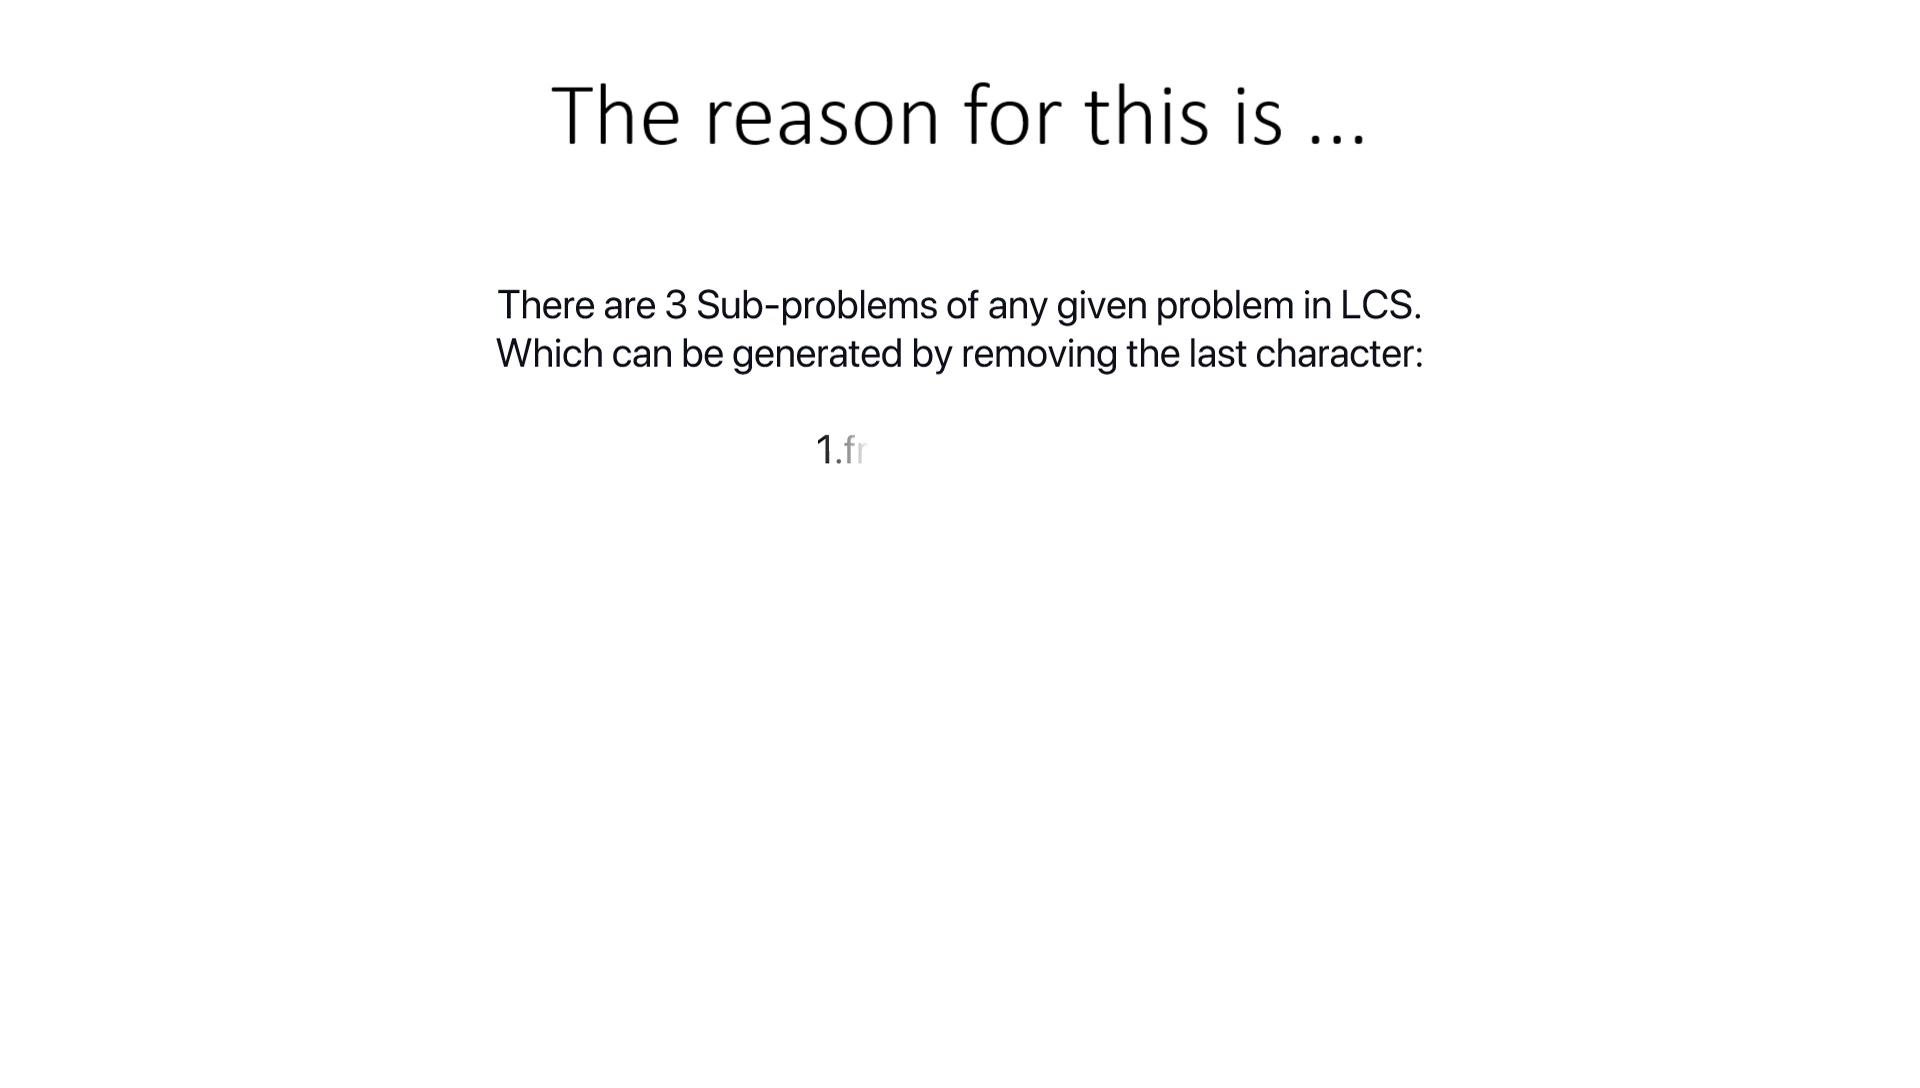 The reason for this is ...
There are 3 Sub-problems of any given problem in LCS.
Which can be generated by removing the last character:
1.fr